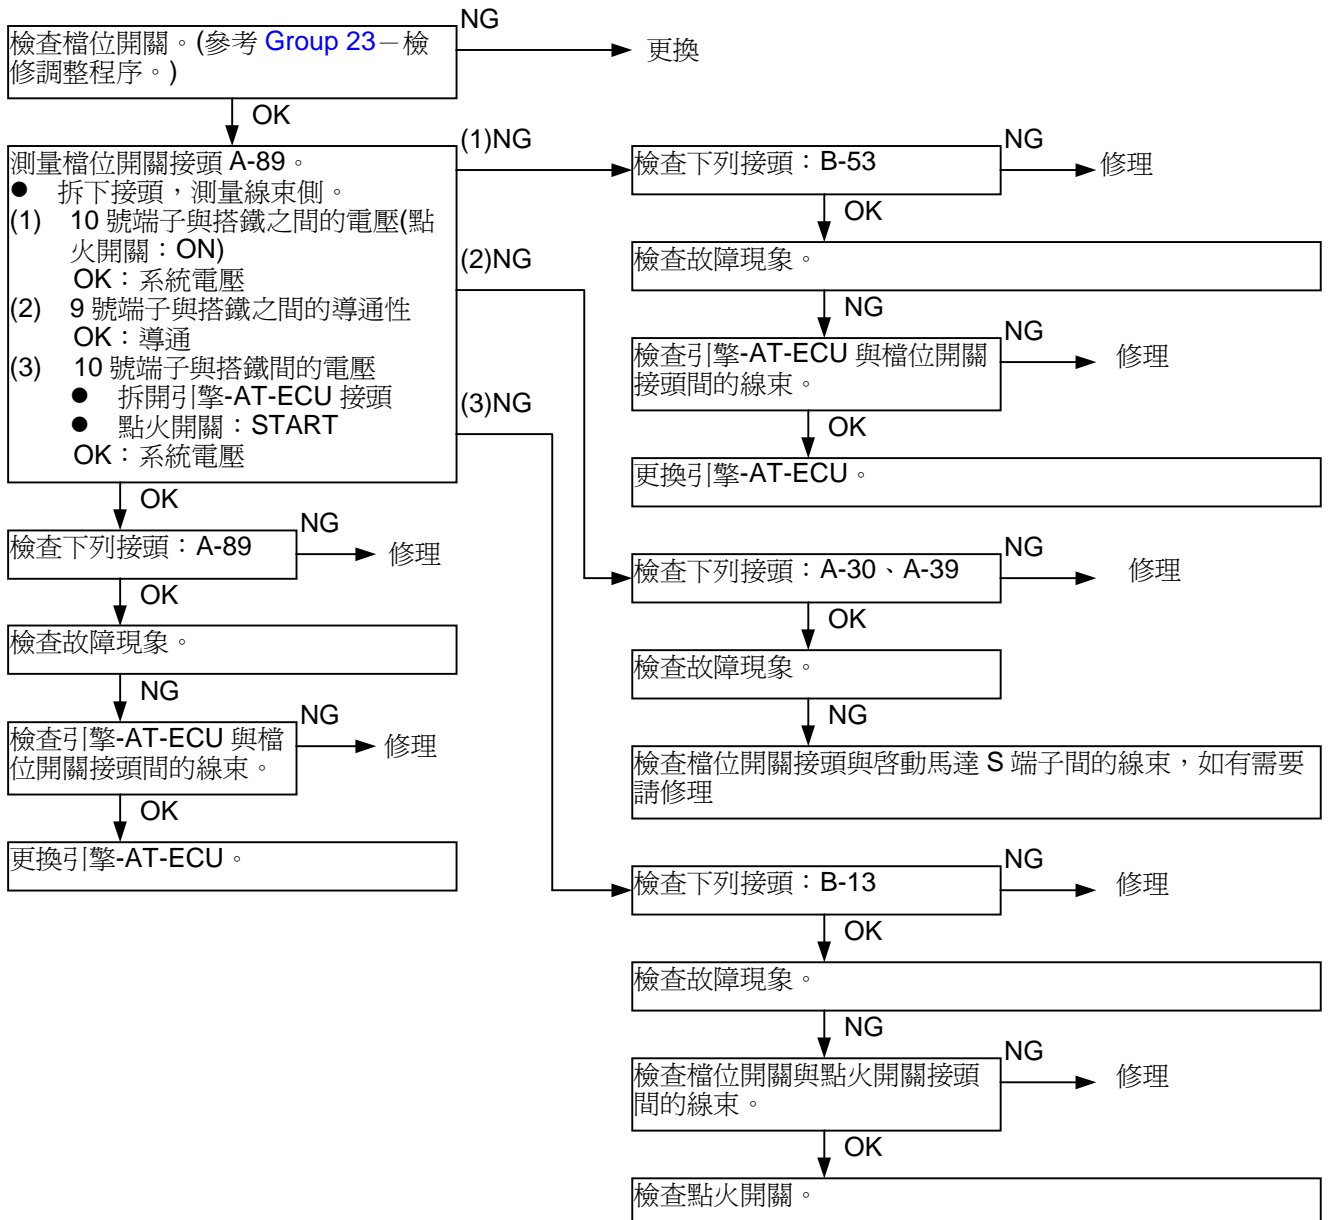 NG
檢查檔位開關。(參考 Group 23－檢
修調整程序。)
更換
OK
測量檔位開關接頭 A-89。
● 拆下接頭，測量線束側。
(1) 10 號端子與搭鐵之間的電壓(點
火開關：ON)
OK：系統電壓
(2) 9 號端子與搭鐵之間的導通性
OK：導通
(3) 10 號端子與搭鐵間的電壓
● 拆開引擎-AT-ECU 接頭
● 點火開關：START
OK：系統電壓
(1)NG
檢查下列接頭：B-53
NG
修理
OK
檢查故障現象。
NG
檢查引擎-AT-ECU 與檔位開關
接頭間的線束。
NG
修理
OK
更換引擎-AT-ECU。
(2)NG
檢查下列接頭：A-30、A-39
NG
修理
OK
檢查故障現象。
NG
檢查檔位開關接頭與啓動馬達 S 端子間的線束，如有需要
請修理
(3)NG
檢查下列接頭：B-13
NG
修理
OK
檢查故障現象。
NG
檢查檔位開關與點火開關接頭
間的線束。
NG
修理
OK
檢查點火開關。
OK
檢查下列接頭：A-89
NG
修理
OK
檢查故障現象。
NG
檢查引擎-AT-ECU 與檔
位開關接頭間的線束。
NG
修理
OK
更換引擎-AT-ECU。